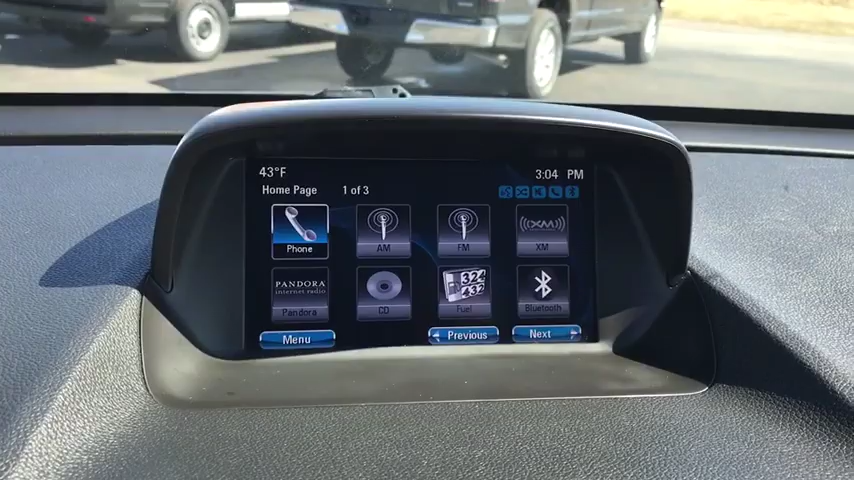 43°F 3:04 PM
Home Page 1 of 3
Phone AM FM XM
XM
PANDORA
internet radio
324
432
Pandora CD Fuel Bluetooth
Menu Previous Next